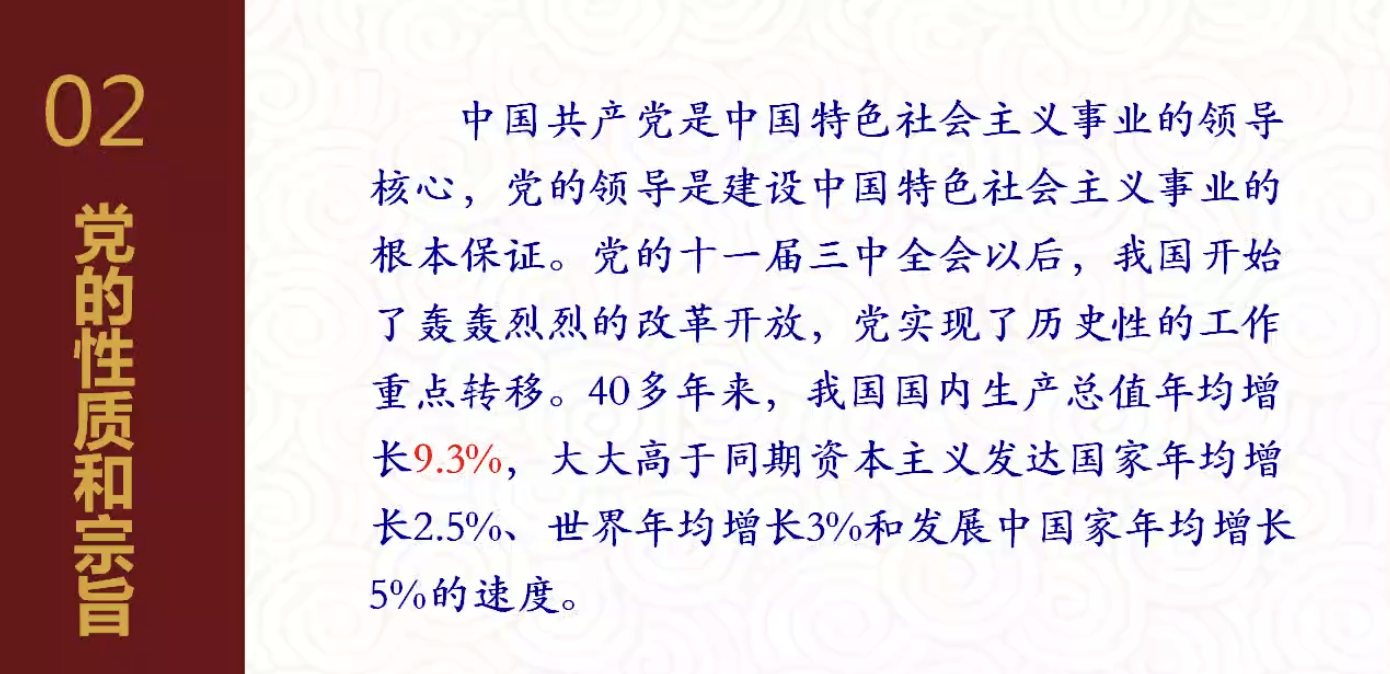 02
党的性质和宗旨
中国共产党是中国特色社会主义事业的领导
核心，党的领导是建设中国特色社会主义事业的
根本保证。党的十一届三中全会以后，我国开始
了轰轰烈烈的改革开放，党实现了历史性的工作
重点转移。40多年来，我国国内生产总值年均增
长9.3%，大大高于同期资本主义发达国家年均增
长2.5%、世界年均增长3%和发展中国家年均增长
5%的速度。